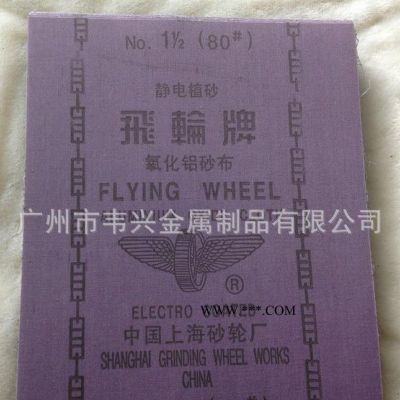 No. 1½ (80#)
静电植砂
飛輪牌
氧化铝砂布
FLYING WHEEL
广州市韦兴金属制品有限公司
®
ELECTRO
www.***.com
中国上海砂轮厂
SHANGHAI GRINDING WHEEL WORKS
CHINA